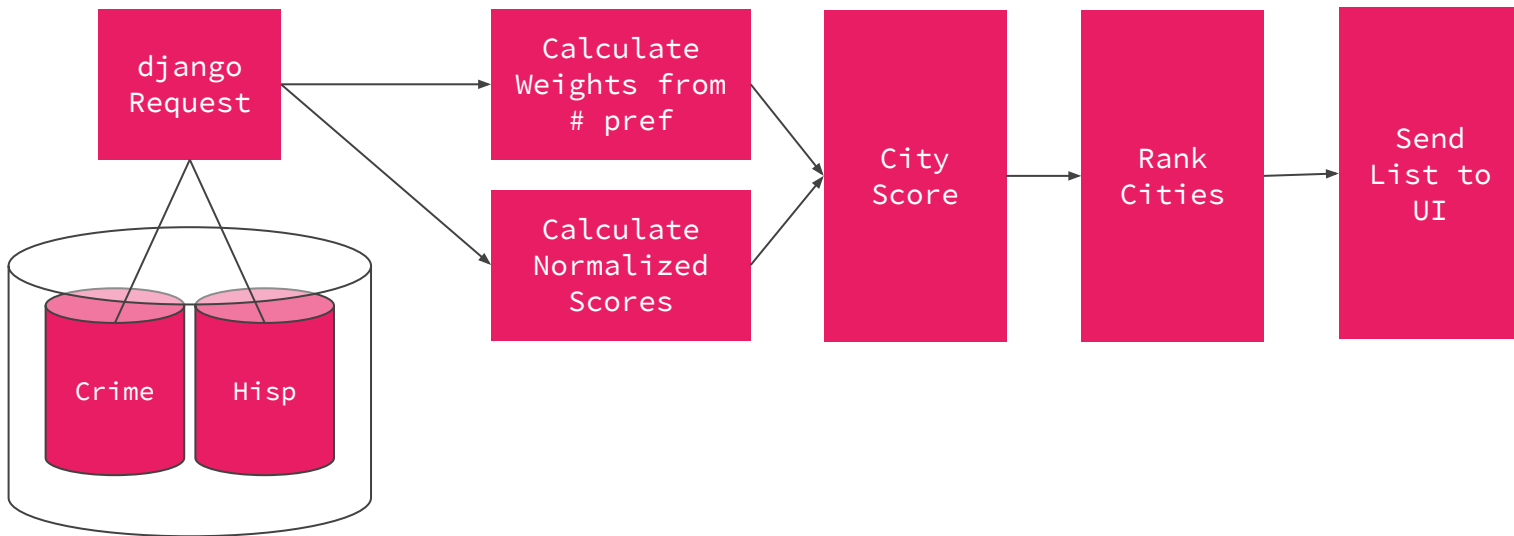 django
Request
Calculate
Weights from
# pref
Calculate
Normalized
Scores
City
Score
Rank
Cities
Send
List to
UI
Crime
Hisp